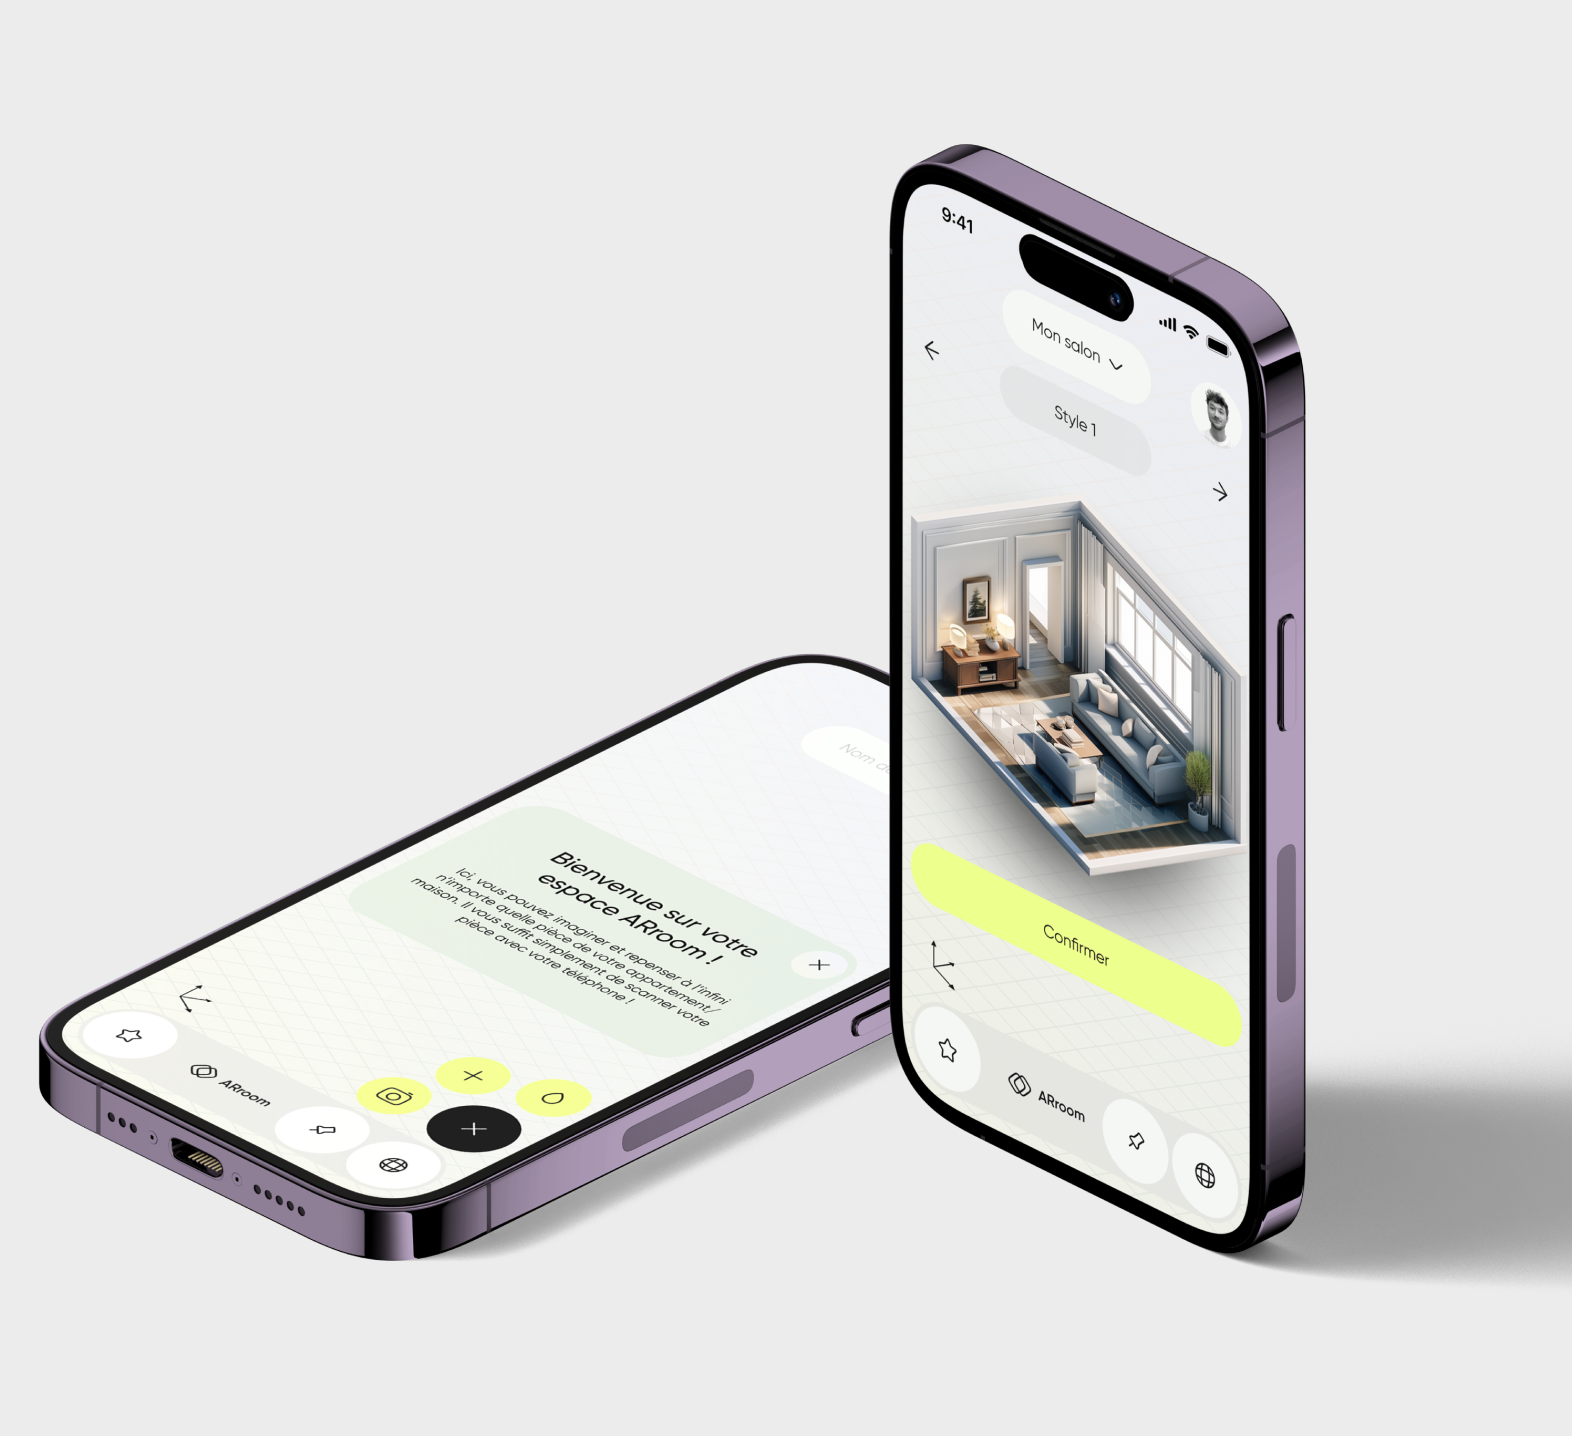 9:41
Mon salon
Style 1
Confirmer
ARroom
Nom
Bienvenue sur votre
espace ARroom !
Ici, vous pouvez imaginer et repenser à l'infini
n'importe quelle pièce de votre appartement/
maison. Il vous suffit simplement de scanner votre
pièce avec votre téléphone !
ARroom